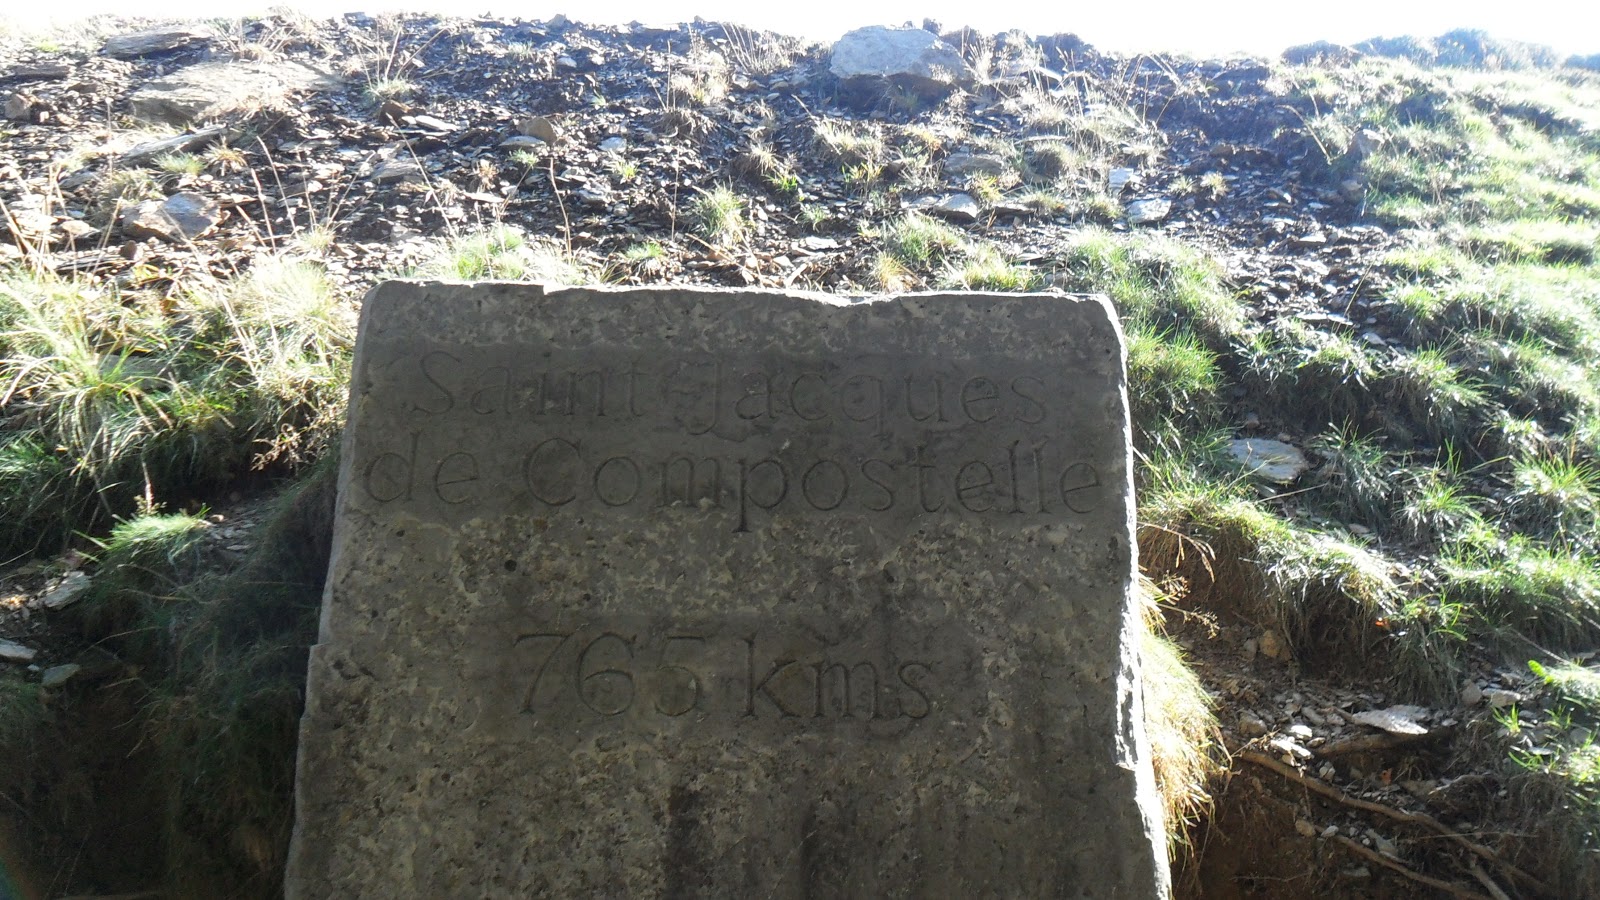 Saint-Jacques
de Compostelle
765 kms